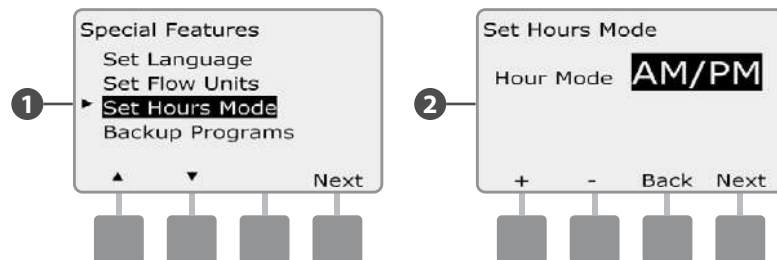 Special Features
Set Language
Set Flow Units
1
► Set Hours Mode
Backup Programs
▲ ▼ Next
Set Hours Mode
2
Hour Mode AM/PM
+ - Back Next